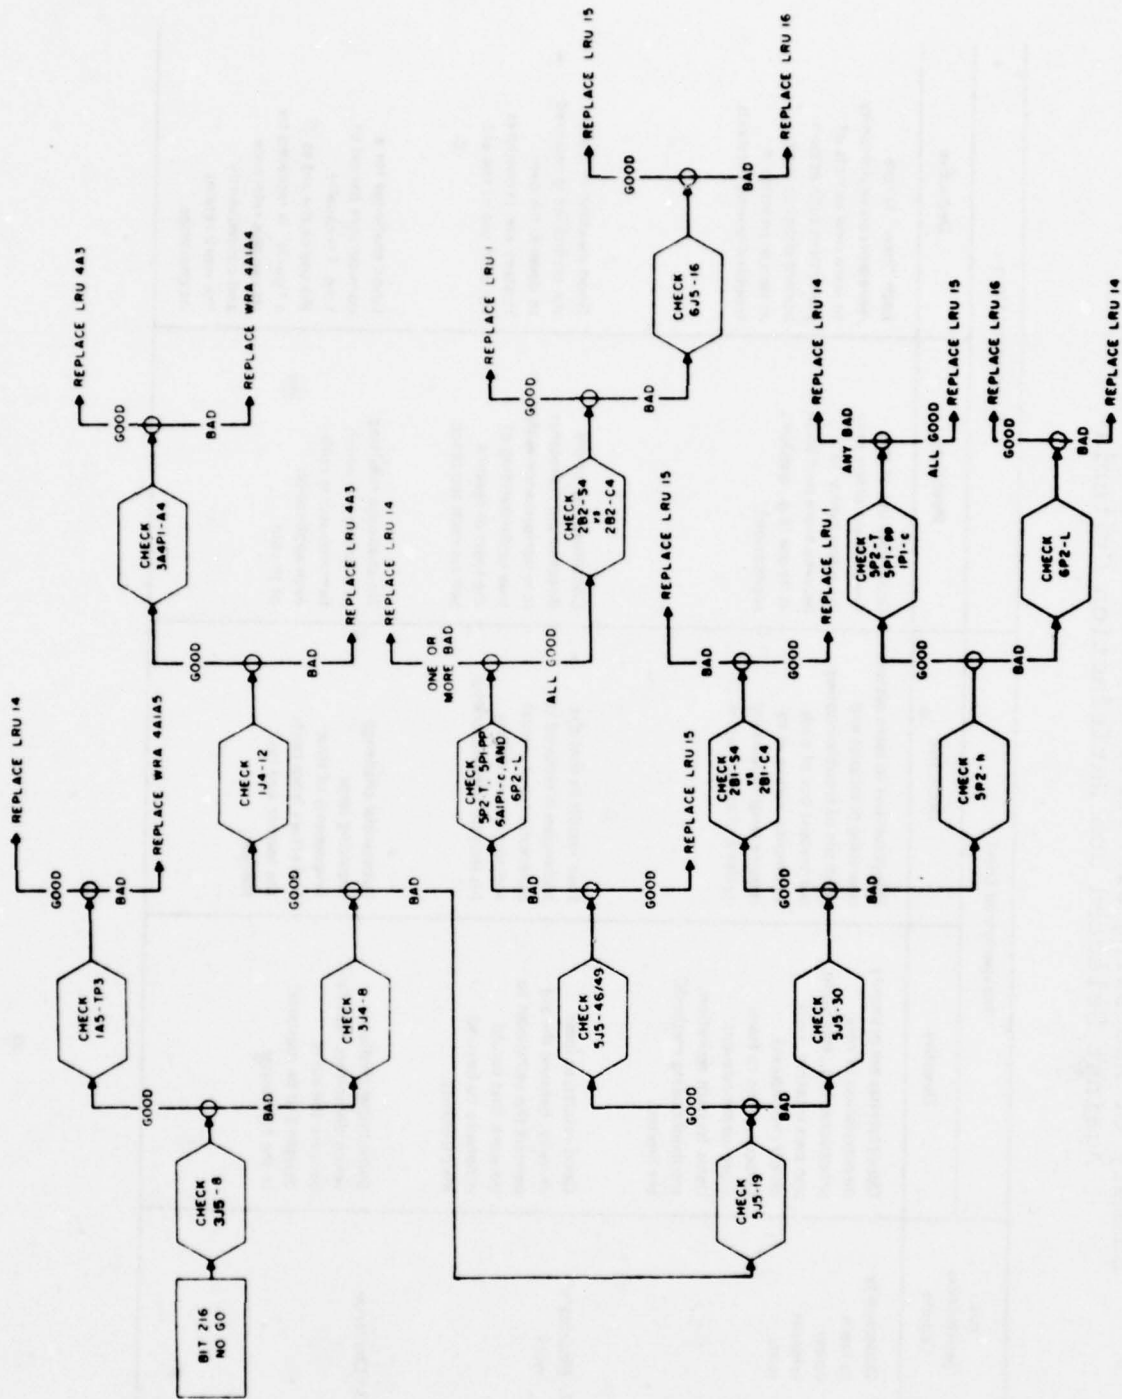 BIT 216
NO GO
CHECK
3J5-8
GOOD
BAD
CHECK
1A5-TP3
GOOD
REPLACE LRU 14
BAD
REPLACE WRA 4A1A5
CHECK
3J4-8
GOOD
BAD
CHECK
1J4-12
GOOD
BAD
REPLACE LRU 4A3
CHECK
3A4P1-A4
GOOD
REPLACE LRU 4A3
BAD
REPLACE WRA 4A1A4
CHECK
5J5-19
GOOD
BAD
CHECK
5J5-46/49
BAD
GOOD
REPLACE LRU 15
CHECK
5P2-T, 5P1-PP
6A1P1-c, AND
6P2-L
ONE OR
MORE BAD
REPLACE LRU 14
ALL GOOD
CHECK
2B2-S4
vs
2B2-C4
GOOD
REPLACE LRU 1
BAD
CHECK
6J5-16
GOOD
REPLACE LRU 15
BAD
REPLACE LRU 16
CHECK
5J5-30
GOOD
BAD
CHECK
2B1-S4
vs
2B1-C4
BAD
REPLACE LRU 15
GOOD
REPLACE LRU 1
CHECK
5P2-h
GOOD
BAD
CHECK
5P2-T
5P1-PP
1P1-c
ANY BAD
REPLACE LRU 14
ALL GOOD
REPLACE LRU 15
CHECK
6P2-L
GOOD
REPLACE LRU 16
BAD
REPLACE LRU 14